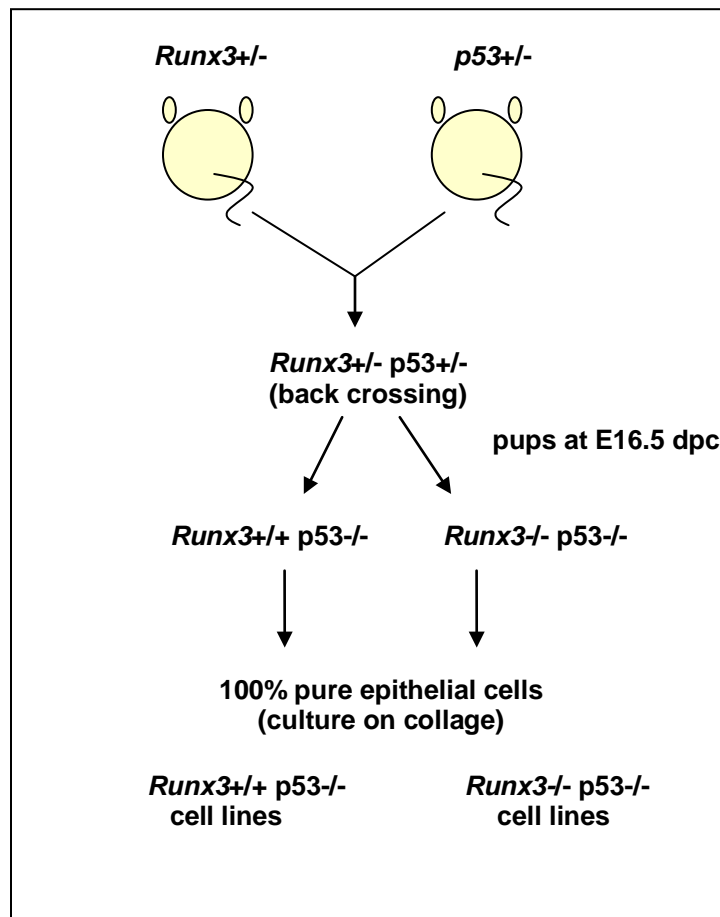 Runx3+/- p53+/-
Runx3+/- p53+/-
(back crossing)
pups at E16.5 dpc
Runx3+/+ p53-/- Runx3-/- p53-/-
100% pure epithelial cells
(culture on collage)
Runx3+/+ p53-/- Runx3-/- p53-/-
cell lines cell lines